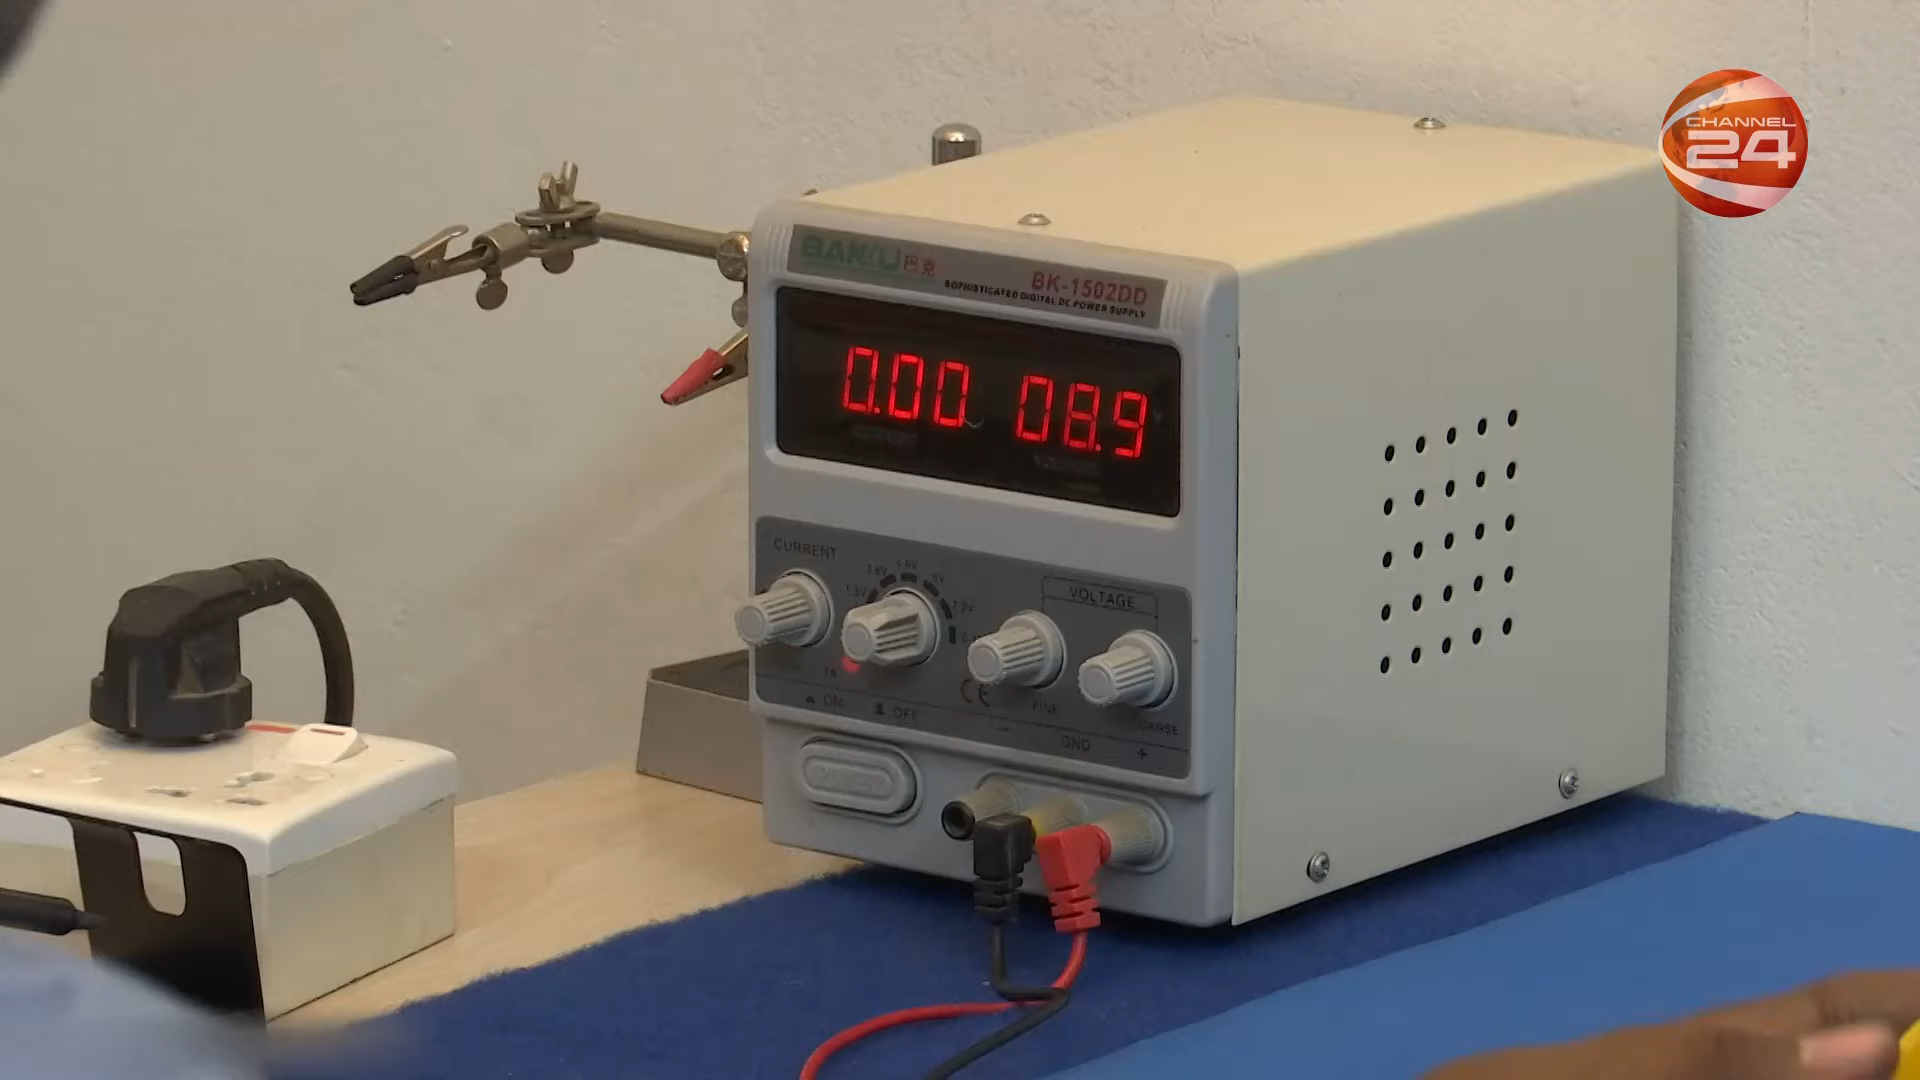 CHANNEL
24
BAKU 巴克
BK-1502DD
SOPHISTICATED DIGITAL DC POWER SUPPLY
0.00 08.9
CURRENT
VOLTAGE
ON
OFF
CE
FINE
COARSE
GND
+